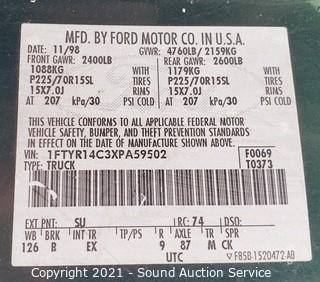 MFD. BY FORD MOTOR CO. IN U.S.A.
DATE: 11/98 GVWR: 4760LB/ 2159KG
FRONT GAWR: 2400LB REAR GAWR: 2600LB
1088KG WITH 1179KG WITH
P225/70R15SL TIRES P225/70R15SL TIRES
15X7.0J RIMS 15X7.0J RIMS
AT 207 kPa/30 PSI COLD AT 207 kPa/30 PSI COLD
THIS VEHICLE CONFORMS TO ALL APPLICABLE FEDERAL MOTOR
VEHICLE SAFETY, BUMPER, AND THEFT PREVENTION STANDARDS
IN EFFECT ON THE DATE OF MANUFACTURE SHOWN ABOVE.
VIN: 1FTYR14C3XPA59502 F0069
TYPE: TRUCK T0373
EXT PNT: SU RC: 74 DSO:
WB BRK INT TR TP/PS R AXLE TR SPR
126 B EX 9 87 M CK
UTC F85B-1520472-AB
Copyright © 2021 - Sound Auction Service